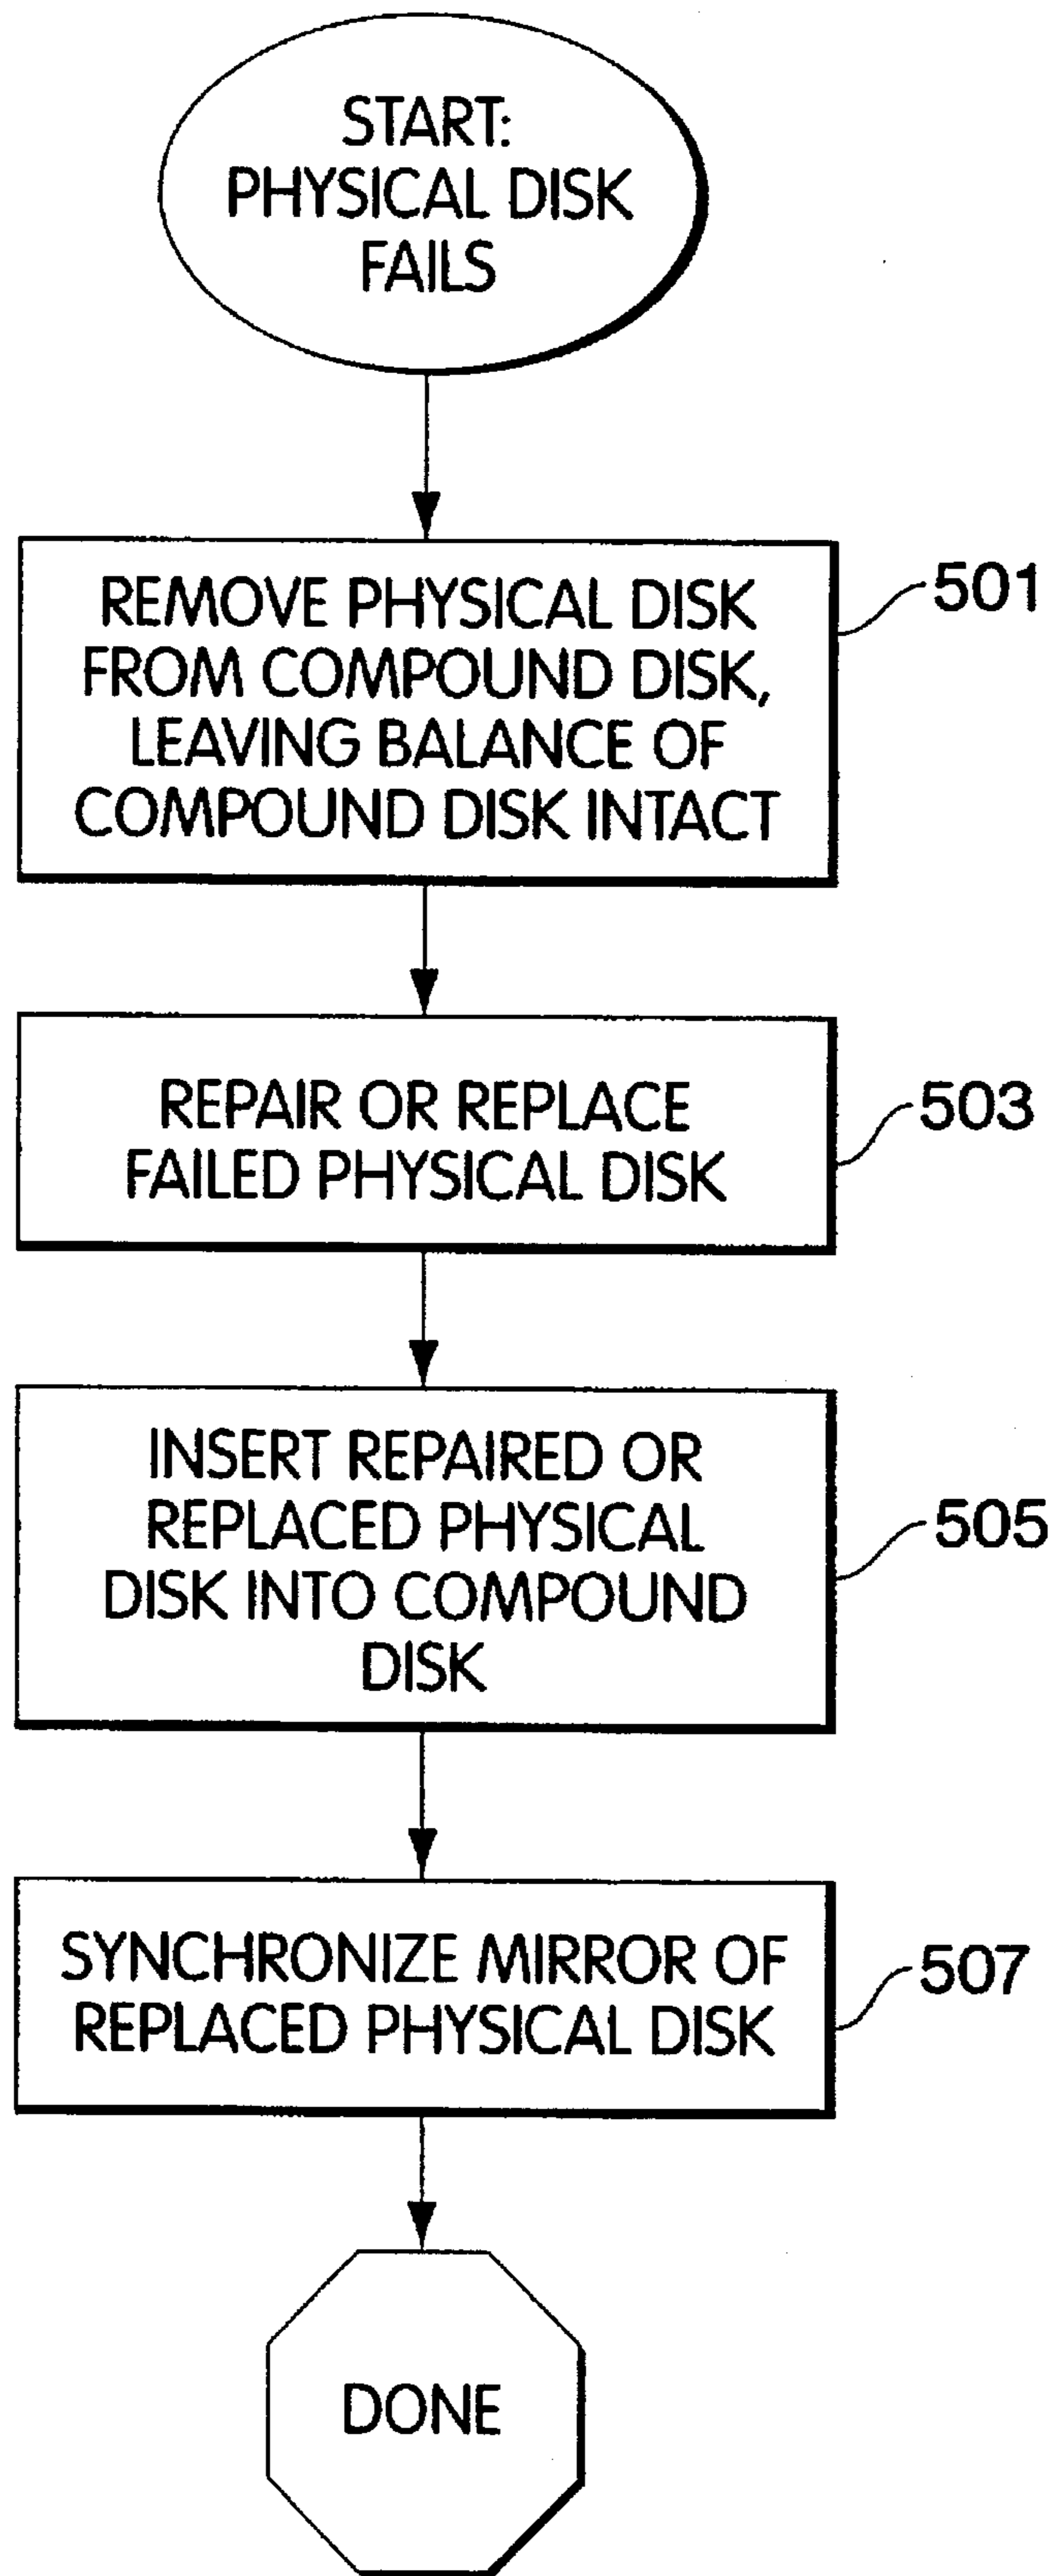 START:
PHYSICAL DISK
FAILS
REMOVE PHYSICAL DISK
FROM COMPOUND DISK,
LEAVING BALANCE OF
COMPOUND DISK INTACT
501
REPAIR OR REPLACE
FAILED PHYSICAL DISK
503
INSERT REPAIRED OR
REPLACED PHYSICAL
DISK INTO COMPOUND
DISK
505
SYNCHRONIZE MIRROR OF
REPLACED PHYSICAL DISK
507
DONE